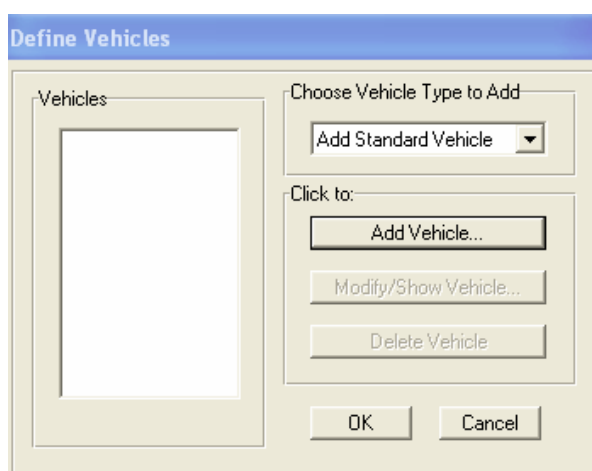 Define Vehicles
Vehicles
Choose Vehicle Type to Add
Add Standard Vehicle
Click to:
Add Vehicle...
Modify/Show Vehicle...
Delete Vehicle
OK
Cancel